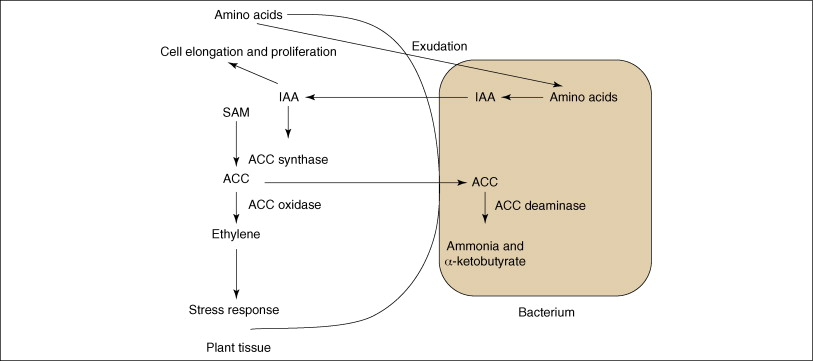 Amino acids
Exudation
Cell elongation and proliferation
IAA
IAA
Amino acids
SAM
ACC synthase
ACC
ACC
ACC oxidase
ACC deaminase
Ethylene
Ammonia and
α-ketobutyrate
Stress response
Bacterium
Plant tissue